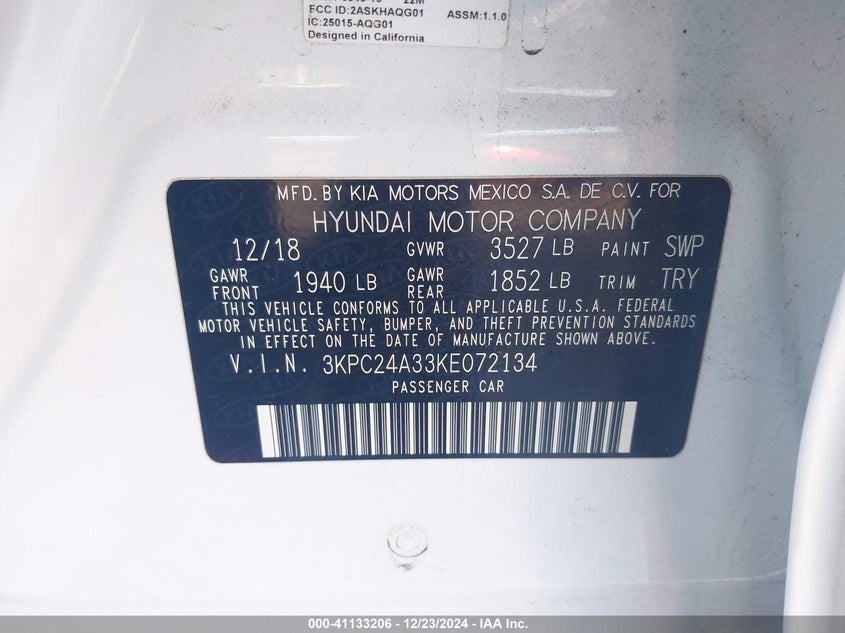 22M
FCC ID:2ASKHAQG01 ASSM:1.1.0
IC:25015-AQG01
Designed in California
MFD. BY KIA MOTORS MEXICO S.A. DE C.V. FOR
HYUNDAI MOTOR COMPANY
12/18 GVWR 3527 LB PAINT SWP
GAWR FRONT 1940 LB GAWR REAR 1852 LB TRIM TRY
THIS VEHICLE CONFORMS TO ALL APPLICABLE U.S.A. FEDERAL
MOTOR VEHICLE SAFETY, BUMPER, AND THEFT PREVENTION STANDARDS
IN EFFECT ON THE DATE OF MANUFACTURE SHOWN ABOVE.
V.I.N. 3KPC24A33KE072134
PASSENGER CAR
000-41133206 - 12/23/2024 - IAA Inc.